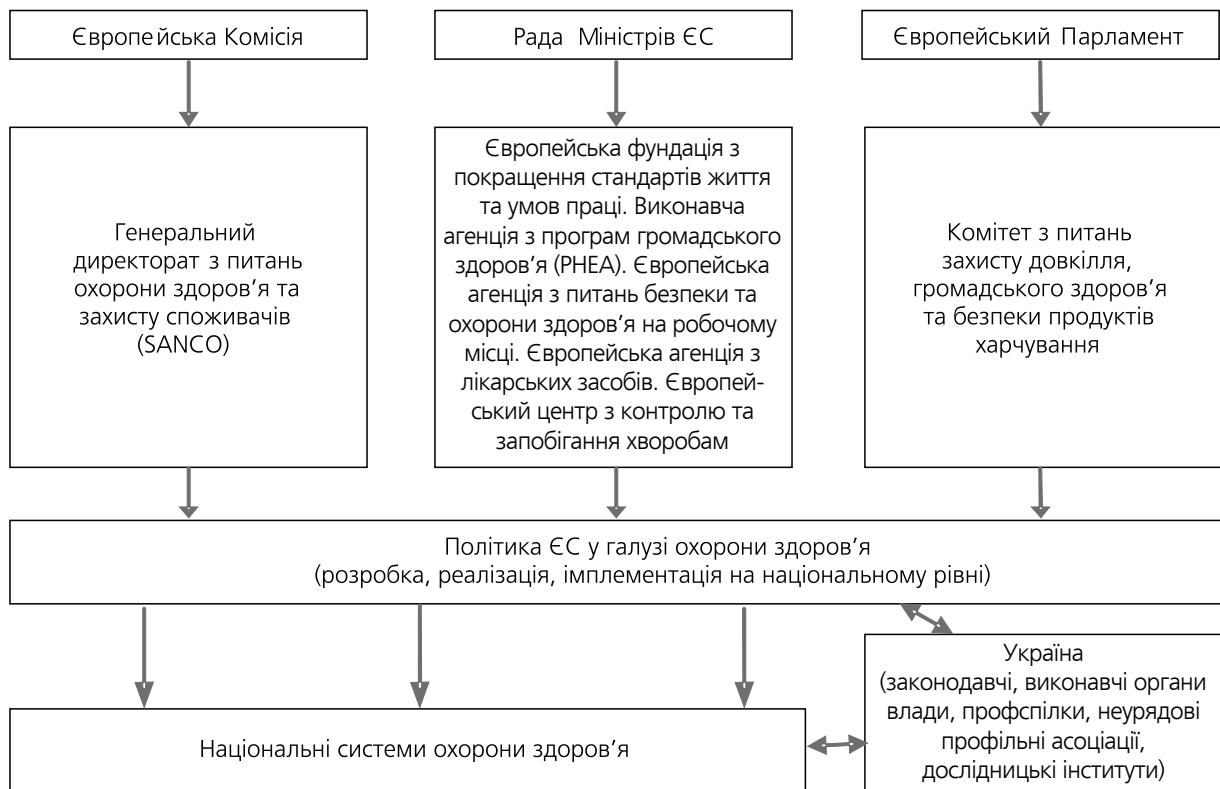 Європейська Комісія
Рада Міністрів ЄС
Європейський Парламент
Генеральний
директорат з питань
охорони здоров’я та
захисту споживачів
(SANCO)
Європейська фундація з
покращення стандартів життя
та умов праці. Виконавча
агенція з програм громадського
здоров’я (PHEA). Європейська
агенція з питань безпеки та
охорони здоров’я на робочому
місці. Європейська агенція з
лікарських засобів. Європей-
ський центр з контролю та
запобігання хворобам
Комітет з питань
захисту довкілля,
громадського здоров’я
та безпеки продуктів
харчування
Політика ЄС у галузі охорони здоров’я
(розробка, реалізація, імплементація на національному рівні)
Національні системи охорони здоров’я
Україна
(законодавчі, виконавчі органи
влади, профспілки, неурядові
профільні асоціації,
дослідницькі інститути)